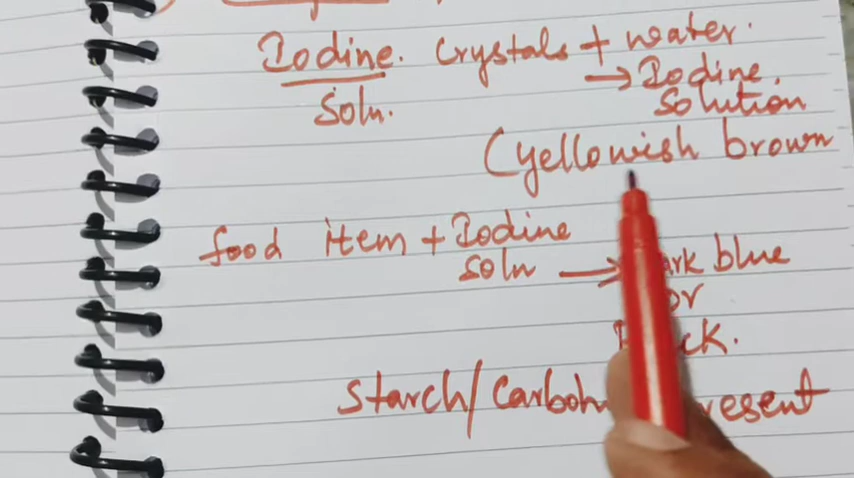 Iodine. Crystals + water.
→ Iodine.
Soln. solution
(yellowish brown
food item + Iodine
soln → ark blue
or
ck.
starch/Carboh resent